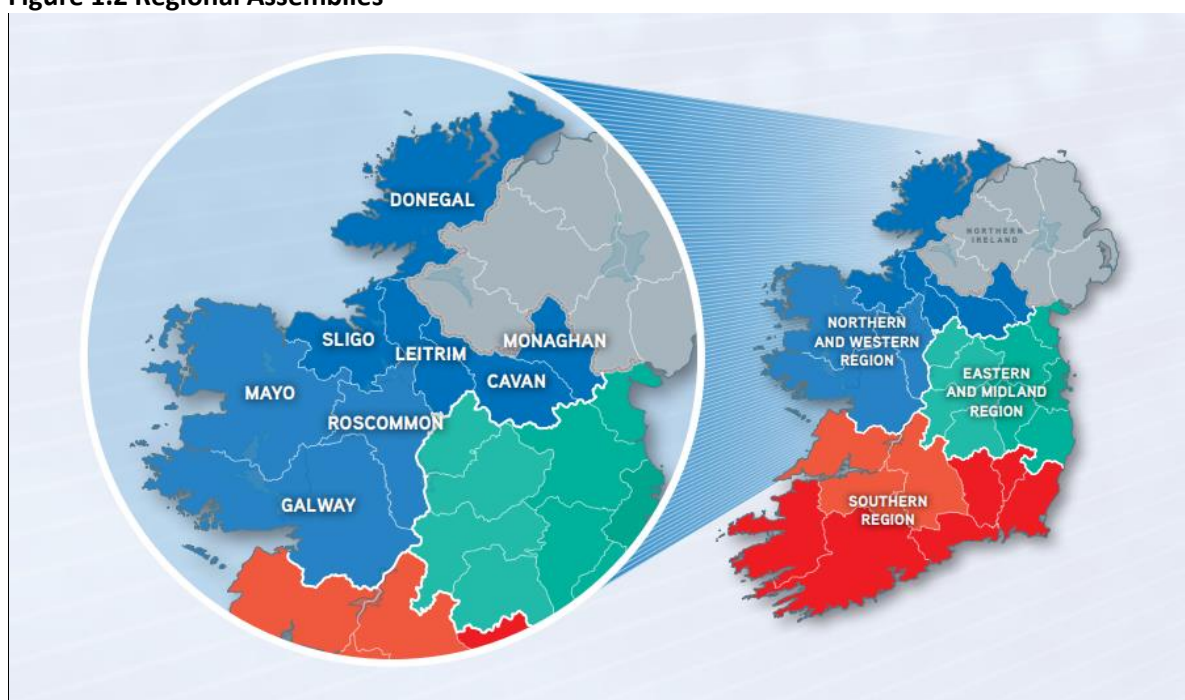 Figure 1.2 Regional Assemblies
DONEGAL
SLIGO
LEITRIM
MONAGHAN
CAVAN
MAYO
ROSCOMMON
GALWAY
NORTHERN
IRELAND
NORTHERN
AND WESTERN
REGION
EASTERN
AND MIDLAND
REGION
SOUTHERN
REGION